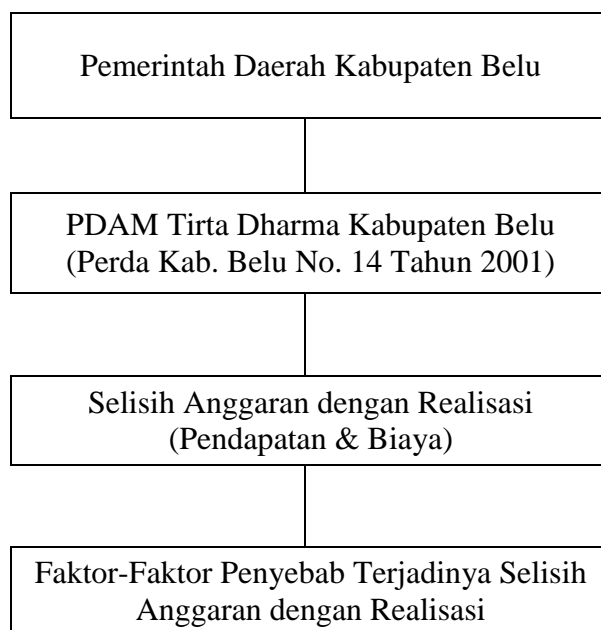 Pemerintah Daerah Kabupaten Belu
PDAM Tirta Dharma Kabupaten Belu
(Perda Kab. Belu No. 14 Tahun 2001)
Selisih Anggaran dengan Realisasi
(Pendapatan & Biaya)
Faktor-Faktor Penyebab Terjadinya Selisih
Anggaran dengan Realisasi